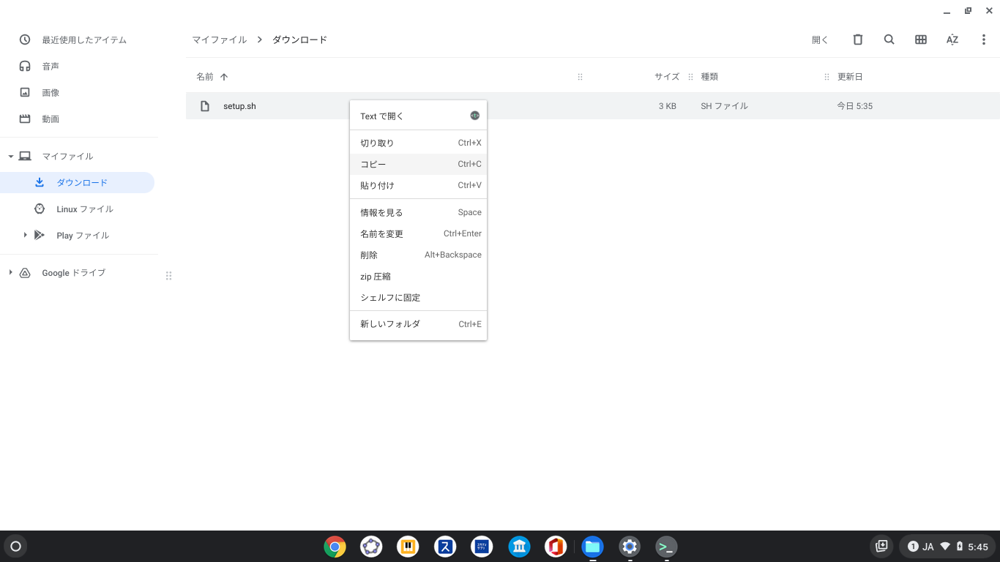 最近使用したアイテム
音声
画像
動画
マイファイル
ダウンロード
Linux ファイル
Play ファイル
Google ドライブ
マイファイル ダウンロード
開く
AZ
名前 サイズ 種類 更新日
setup.sh 3 KB SH ファイル 今日 5:35
Text で開く
切り取り Ctrl+X
コピー Ctrl+C
貼り付け Ctrl+V
情報を見る Space
名前を変更 Ctrl+Enter
削除 Alt+Backspace
zip 圧縮
シェルフに固定
新しいフォルダ Ctrl+E
ス
>_
1 JA 5:45